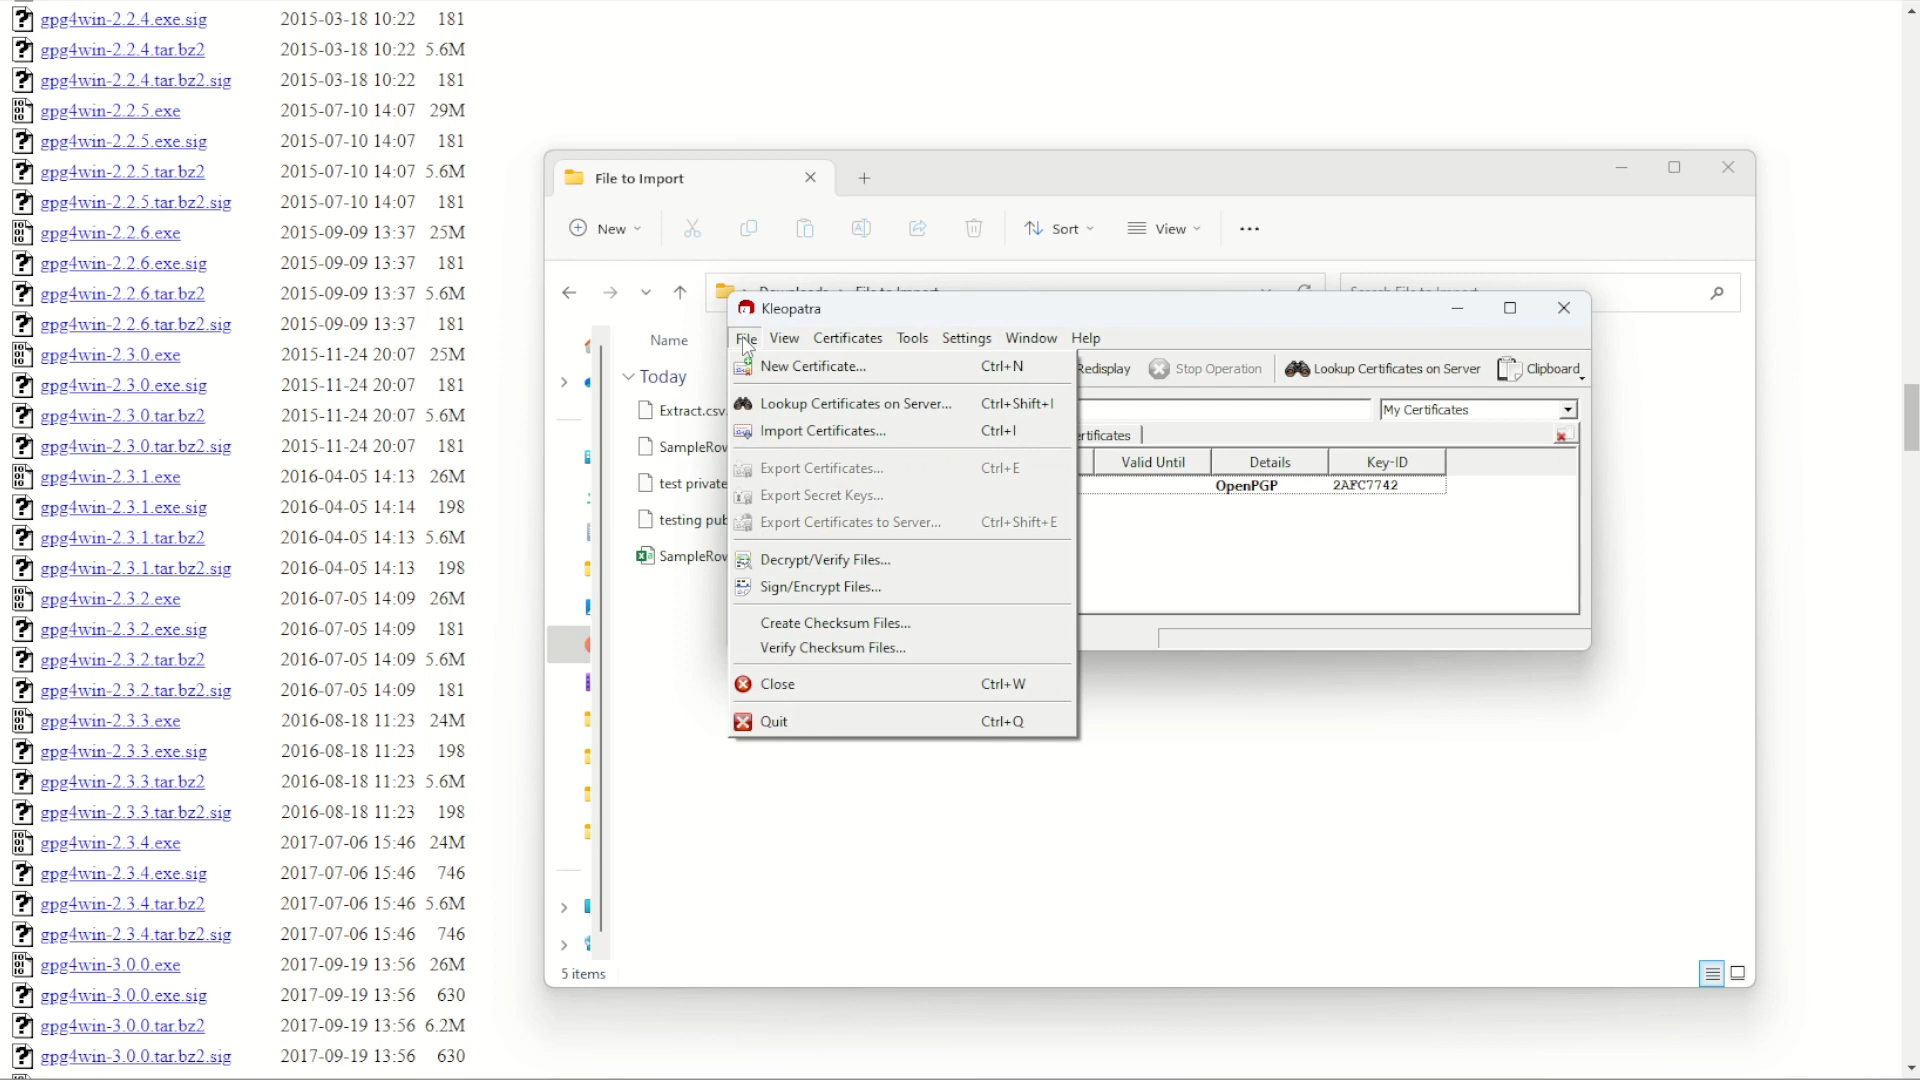 gpg4win-2.2.4.exe.sig 2015-03-18 10:22 181
gpg4win-2.2.4.tar.bz2 2015-03-18 10:22 5.6M
gpg4win-2.2.4.tar.bz2.sig 2015-03-18 10:22 181
gpg4win-2.2.5.exe 2015-07-10 14:07 29M
gpg4win-2.2.5.exe.sig 2015-07-10 14:07 181
gpg4win-2.2.5.tar.bz2 2015-07-10 14:07 5.6M
gpg4win-2.2.5.tar.bz2.sig 2015-07-10 14:07 181
gpg4win-2.2.6.exe 2015-09-09 13:37 25M
gpg4win-2.2.6.exe.sig 2015-09-09 13:37 181
gpg4win-2.2.6.tar.bz2 2015-09-09 13:37 5.6M
gpg4win-2.2.6.tar.bz2.sig 2015-09-09 13:37 181
gpg4win-2.3.0.exe 2015-11-24 20:07 25M
gpg4win-2.3.0.exe.sig 2015-11-24 20:07 181
gpg4win-2.3.0.tar.bz2 2015-11-24 20:07 5.6M
gpg4win-2.3.0.tar.bz2.sig 2015-11-24 20:07 181
gpg4win-2.3.1.exe 2016-04-05 14:13 26M
gpg4win-2.3.1.exe.sig 2016-04-05 14:14 198
gpg4win-2.3.1.tar.bz2 2016-04-05 14:13 5.6M
gpg4win-2.3.1.tar.bz2.sig 2016-04-05 14:13 198
gpg4win-2.3.2.exe 2016-07-05 14:09 26M
gpg4win-2.3.2.exe.sig 2016-07-05 14:09 181
gpg4win-2.3.2.tar.bz2 2016-07-05 14:09 5.6M
gpg4win-2.3.2.tar.bz2.sig 2016-07-05 14:09 181
gpg4win-2.3.3.exe 2016-08-18 11:23 24M
gpg4win-2.3.3.exe.sig 2016-08-18 11:23 198
gpg4win-2.3.3.tar.bz2 2016-08-18 11:23 5.6M
gpg4win-2.3.3.tar.bz2.sig 2016-08-18 11:23 198
gpg4win-2.3.4.exe 2017-07-06 15:46 24M
gpg4win-2.3.4.exe.sig 2017-07-06 15:46 746
gpg4win-2.3.4.tar.bz2 2017-07-06 15:46 5.6M
gpg4win-2.3.4.tar.bz2.sig 2017-07-06 15:46 746
gpg4win-3.0.0.exe 2017-09-19 13:56 26M
gpg4win-3.0.0.exe.sig 2017-09-19 13:56 630
gpg4win-3.0.0.tar.bz2 2017-09-19 13:56 6.2M
gpg4win-3.0.0.tar.bz2.sig 2017-09-19 13:56 630
File to Import
New Sort View
Downloads File to Import Search File to Import
Name
Today
Extract.csv.
SampleRov
test private
testing pub
SampleRov
5 items
Kleopatra
File View Certificates Tools Settings Window Help
Redisplay Stop Operation Lookup Certificates on Server Clipboard
My Certificates
ertificates
Valid Until Details Key-ID
OpenPGP 2AFC7742
New Certificate... Ctrl+N
Lookup Certificates on Server... Ctrl+Shift+I
Import Certificates... Ctrl+I
Export Certificates... Ctrl+E
Export Secret Keys...
Export Certificates to Server... Ctrl+Shift+E
Decrypt/Verify Files...
Sign/Encrypt Files...
Create Checksum Files...
Verify Checksum Files...
Close Ctrl+W
Quit Ctrl+Q